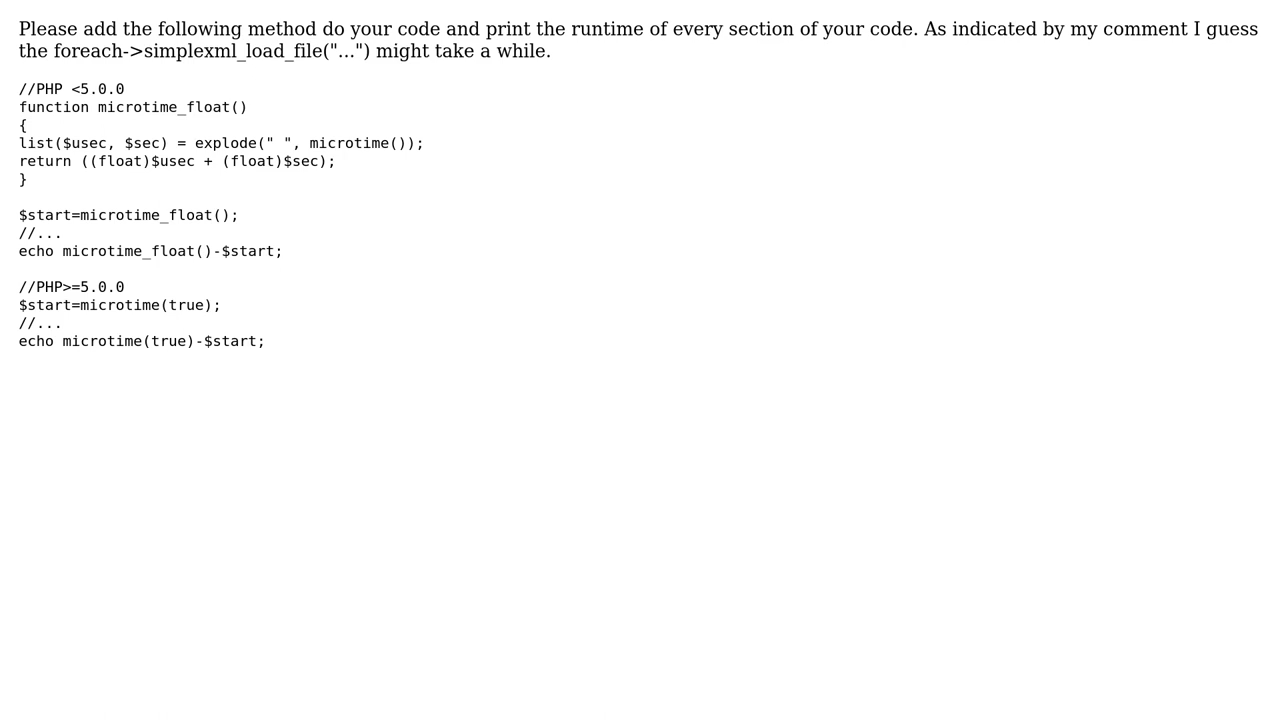 Please add the following method do your code and print the runtime of every section of your code. As indicated by my comment I guess
the foreach->simplexml_load_file("...") might take a while.
//PHP <5.0.0
function microtime_float()
{
list($usec, $sec) = explode(" ", microtime());
return ((float)$usec + (float)$sec);
}
$start=microtime_float();
//...
echo microtime_float()-$start;
//PHP>=5.0.0
$start=microtime(true);
//...
echo microtime(true)-$start;